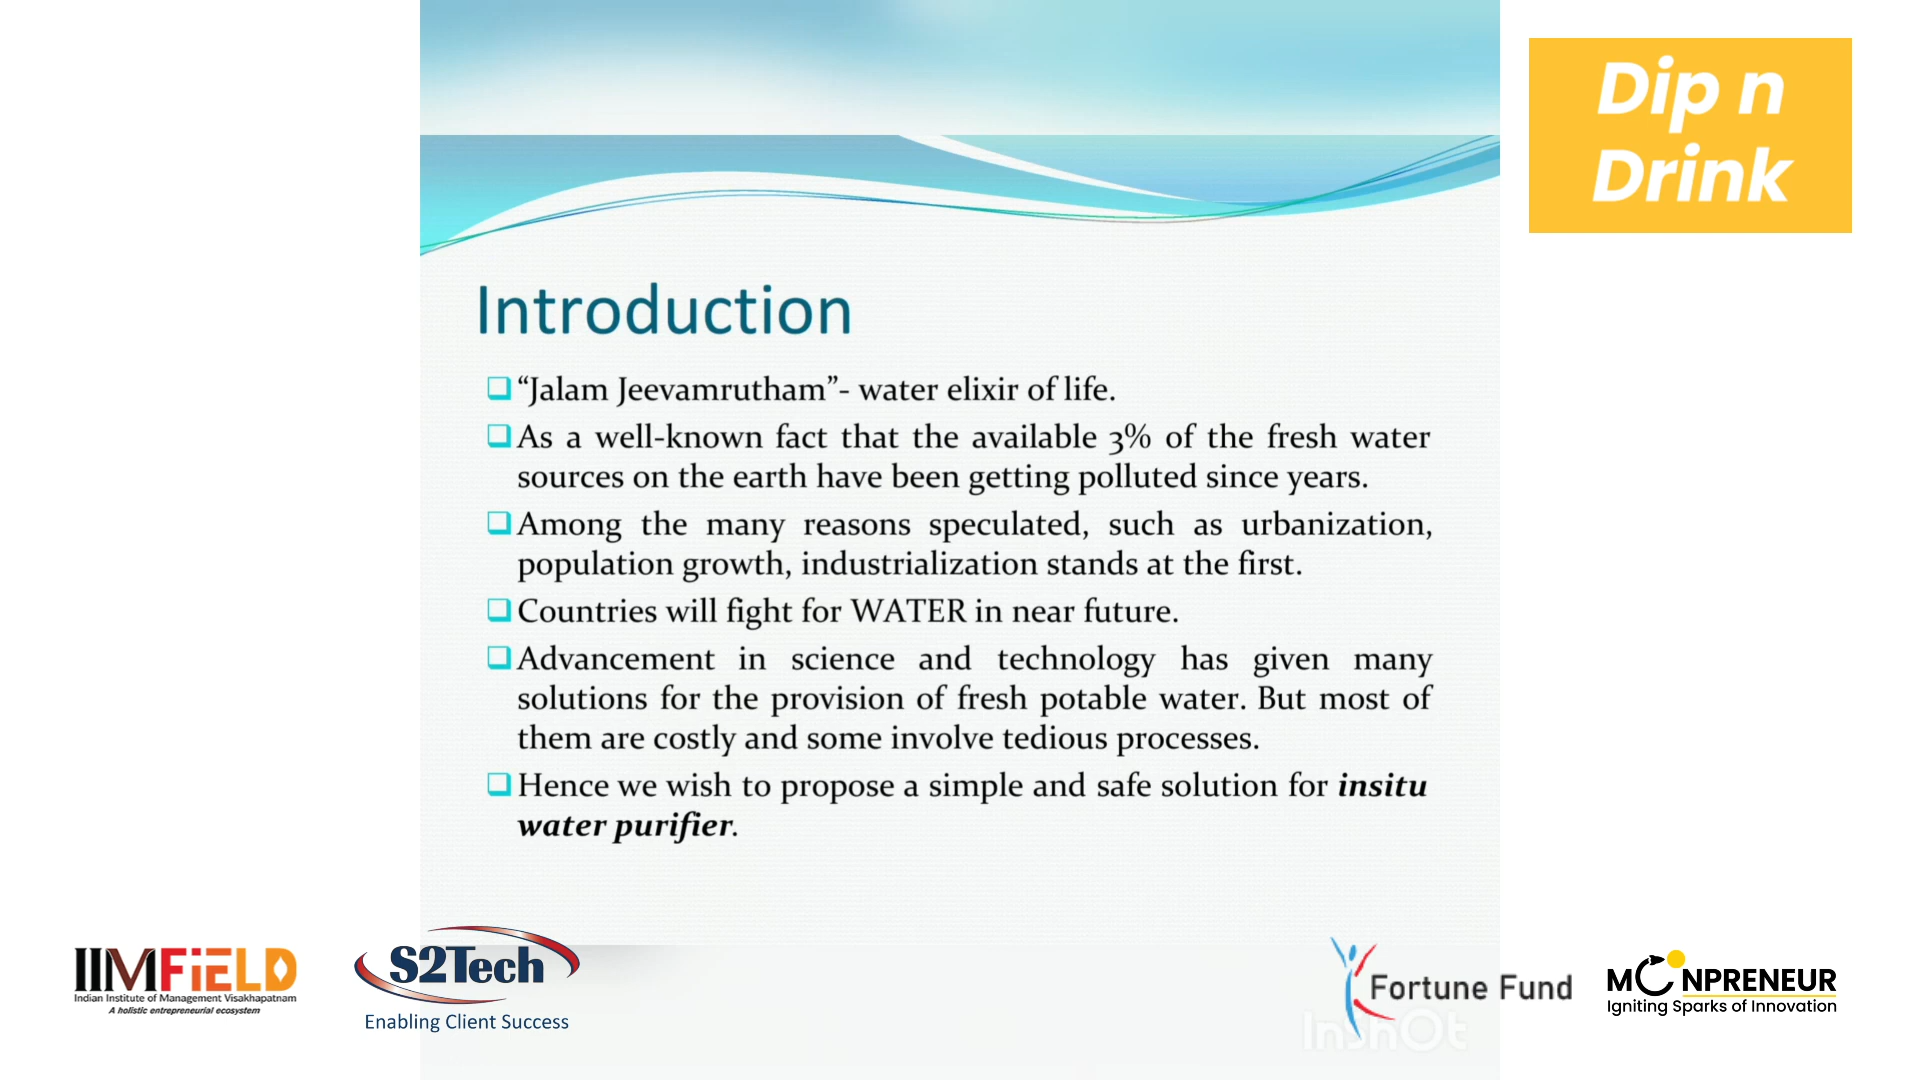 Dip n
Drink
Introduction
“Jalam Jeevamrutham”- water elixir of life.
As a well-known fact that the available 3% of the fresh water
sources on the earth have been getting polluted since years.
Among the many reasons speculated, such as urbanization,
population growth, industrialization stands at the first.
Countries will fight for WATER in near future.
Advancement in science and technology has given many
solutions for the provision of fresh potable water. But most of
them are costly and some involve tedious processes.
Hence we wish to propose a simple and safe solution for insitu
water purifier.
IIMFiELD
Indian Institute of Management Visakhapatnam
A holistic entrepreneurial ecosystem
S2Tech
Enabling Client Success
Fortune Fund
InShOt
MOONPRENEUR
Igniting Sparks of Innovation